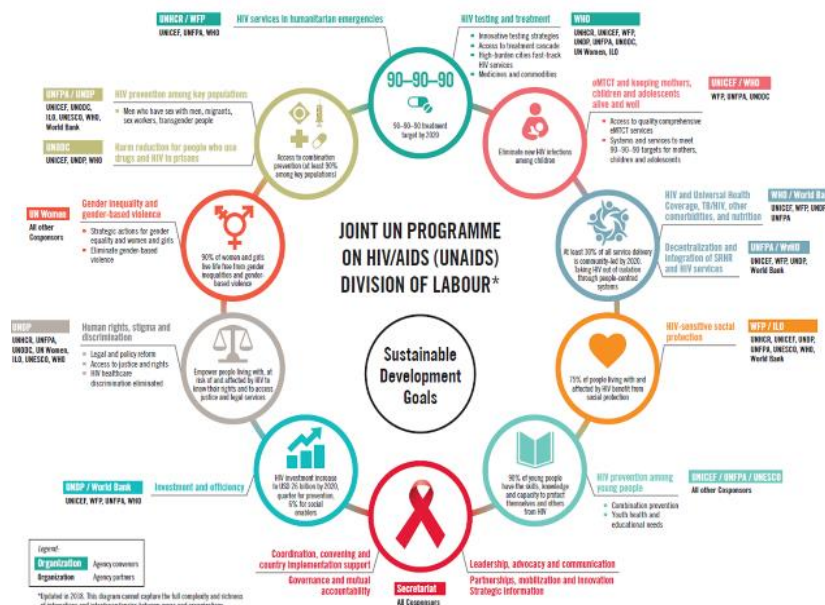 UNHCR / WFP
UNICEF, UNFPA, WHO
HIV services in humanitarian emergencies
HIV testing and treatment
Innovative testing strategies
Access to treatment cascade
High-burden cities fast-track
HIV services
Medicines and commodities
WHO
UNHCR, UNICEF, WFP,
UNDP, UNFPA, UNODC,
UN Women, ILO
90–90–90
90–90–90 treatment
target by 2020
UNFPA / UNDP
UNICEF, UNODC,
ILO, UNESCO, WHO,
World Bank
HIV prevention among key populations
Men who have sex with men, migrants,
sex workers, transgender people
UNODC
UNICEF, UNDP, WHO
Harm reduction for people who use
drugs and HIV in prisons
Access to combination
prevention (at least 90%
among key populations)
eMTCT and keeping mothers,
children and adolescents
alive and well
Access to quality comprehensive
eMTCT services
Systems and services to meet
90–90–90 targets for mothers,
children and adolescents
UNICEF / WHO
WFP, UNFPA, UNODC
Eliminate new HIV infections
among children
UN Women
All other
Cosponsors
Gender inequality and
gender-based violence
Strategic actions for gender
equality and women and girls
Eliminate gender-based
violence
90% of women and girls
live life free from gender
inequalities and gender-
based violence
JOINT UN PROGRAMME
ON HIV/AIDS (UNAIDS)
DIVISION OF LABOUR*
Sustainable
Development
Goals
At least 30% of all service delivery
is community-led by 2020.
Taking HIV out of isolation
through people-centred
systems
HIV and Universal Health
Coverage, TB/HIV, other
comorbidities, and nutrition
WHO / World Ba
UNICEF, WFP, UNDP
UNFPA
Decentralization and
integration of SRHR
and HIV services
UNFPA /
UNICEF, WFP, UNDP,
World Bank
UNDP
UNHCR, UNFPA,
UNODC, UN Women,
ILO, UNESCO, WHO
Human rights, stigma and
discrimination
Legal and policy reform
Access to justice and rights
HIV healthcare
discrimination eliminated
Empower people living with, at
risk of and affected by HIV to
know their rights and to access
justice and legal services
HIV-sensitive social
protection
WFP / ILO
UNHCR, UNICEF, UNDP,
UNFPA, UNESCO, WHO,
World Bank
75% of people living with and
affected by HIV benefit from
social protection
UNDP / World Bank
UNICEF, WFP, UNFPA, WHO
Investment and efficiency
HIV investment increase
to USD 26 billion by 2020,
quarter for prevention,
6% for social
enablers
90% of young people
have the skills, knowledge
and capacity to protect
themselves and others
from HIV
HIV prevention among
young people
Combination prevention
Youth health and
educational needs
UNICEF / UNFPA / UNESCO
All other Cosponsors
Coordination, convening and
country implementation support
Governance and mutual
accountability
Leadership, advocacy and communication
Partnerships, mobilization and innovation
Strategic information
Secretariat
All Cosponsors
Legend:
Organization Agency conveners
Organization Agency partners
*Updated in 2018. This diagram cannot capture the full complexity and richness